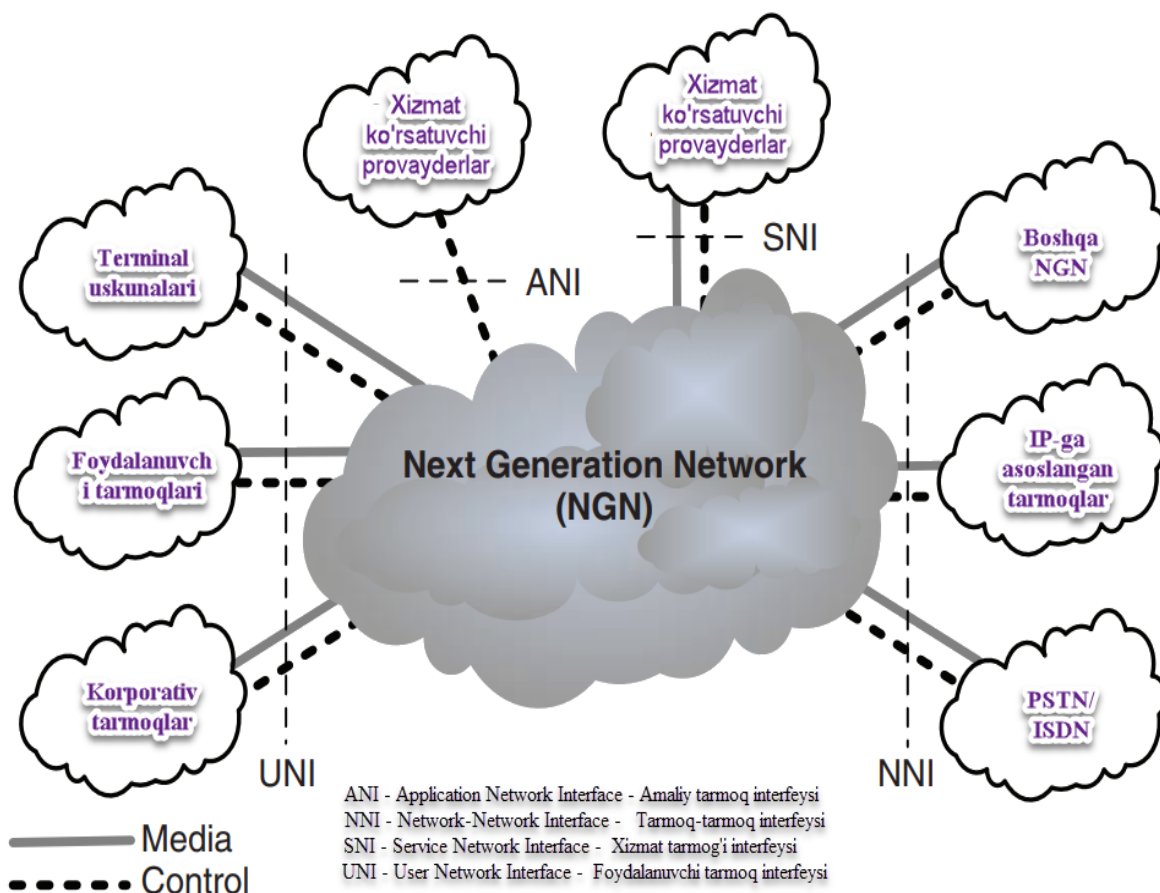 Xizmat
ko'rsatuvchi
provayderlar
Xizmat
ko'rsatuvchi
provayderlar
SNI
ANI
Terminal
uskunalari
Boshqa
NGN
Foydalanuvch
i tarmoqlari
Next Generation Network
(NGN)
IP-ga
asoslangan
tarmoqlar
Korporativ
tarmoqlar
PSTN/
ISDN
UNI
NNI
ANI - Application Network Interface - Amaliy tarmoq interfeysi
NNI - Network-Network Interface - Tarmoq-tarmoq interfeysi
SNI - Service Network Interface - Xizmat tarmog'i interfeysi
UNI - User Network Interface - Foydalanuvchi tarmoq interfeysi
Media
Control